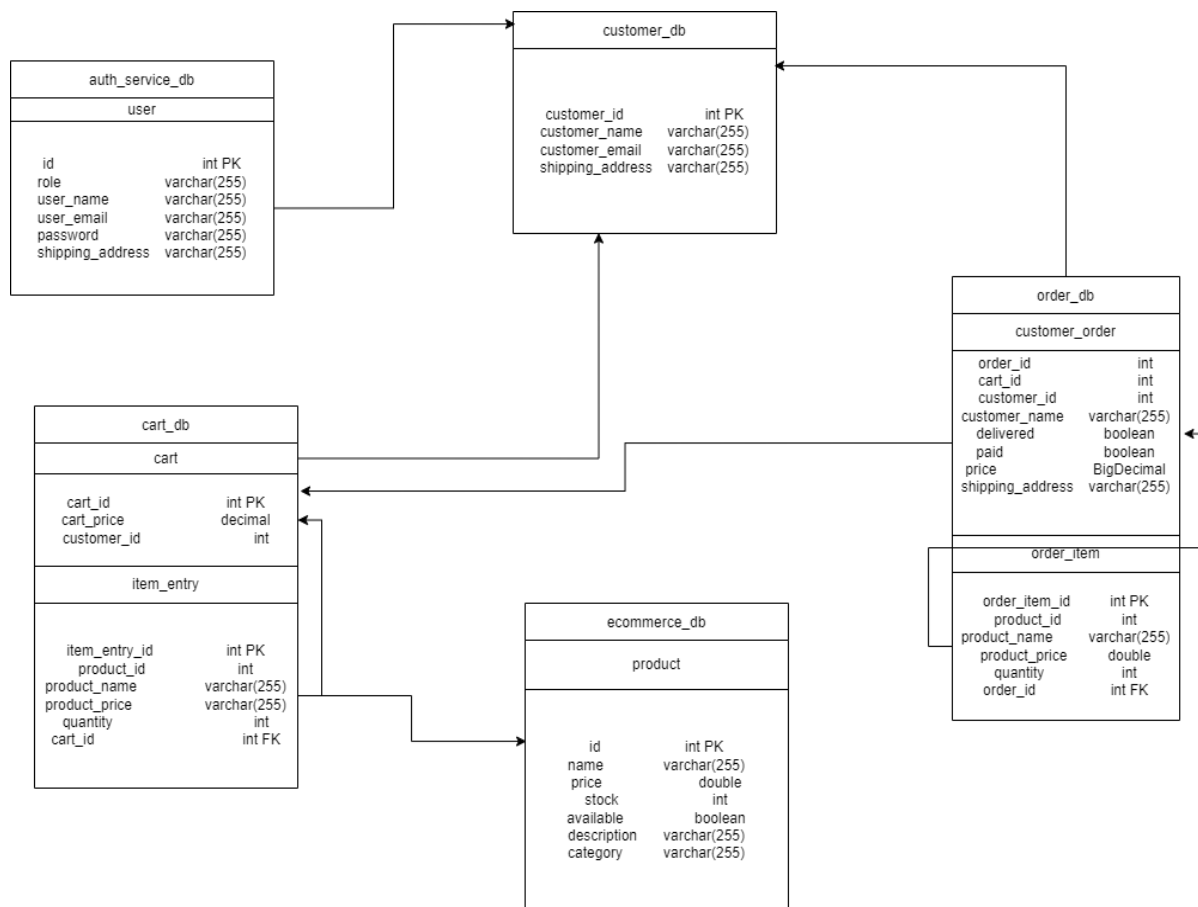 customer_db
customer_id int PK
customer_name varchar(255)
customer_email varchar(255)
shipping_address varchar(255)
auth_service_db
user
id int PK
role varchar(255)
user_name varchar(255)
user_email varchar(255)
password varchar(255)
shipping_address varchar(255)
order_db
customer_order
order_id int
cart_id int
customer_id int
customer_name varchar(255)
delivered boolean
paid boolean
price BigDecimal
shipping_address varchar(255)
order_item
order_item_id int PK
product_id int
product_name varchar(255)
product_price double
quantity int
order_id int FK
cart_db
cart
cart_id int PK
cart_price decimal
customer_id int
item_entry
item_entry_id int PK
product_id int
product_name varchar(255)
product_price varchar(255)
quantity int
cart_id int FK
ecommerce_db
product
id int PK
name varchar(255)
price double
stock int
available boolean
description varchar(255)
category varchar(255)